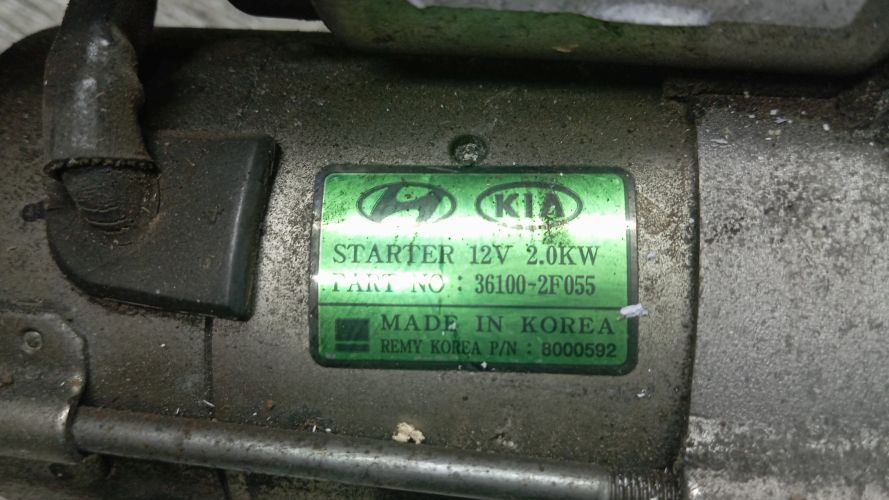 KIA
STARTER 12V 2.0KW
PART NO : 36100-2F055
MADE IN KOREA
REMY KOREA P/N : 8000592